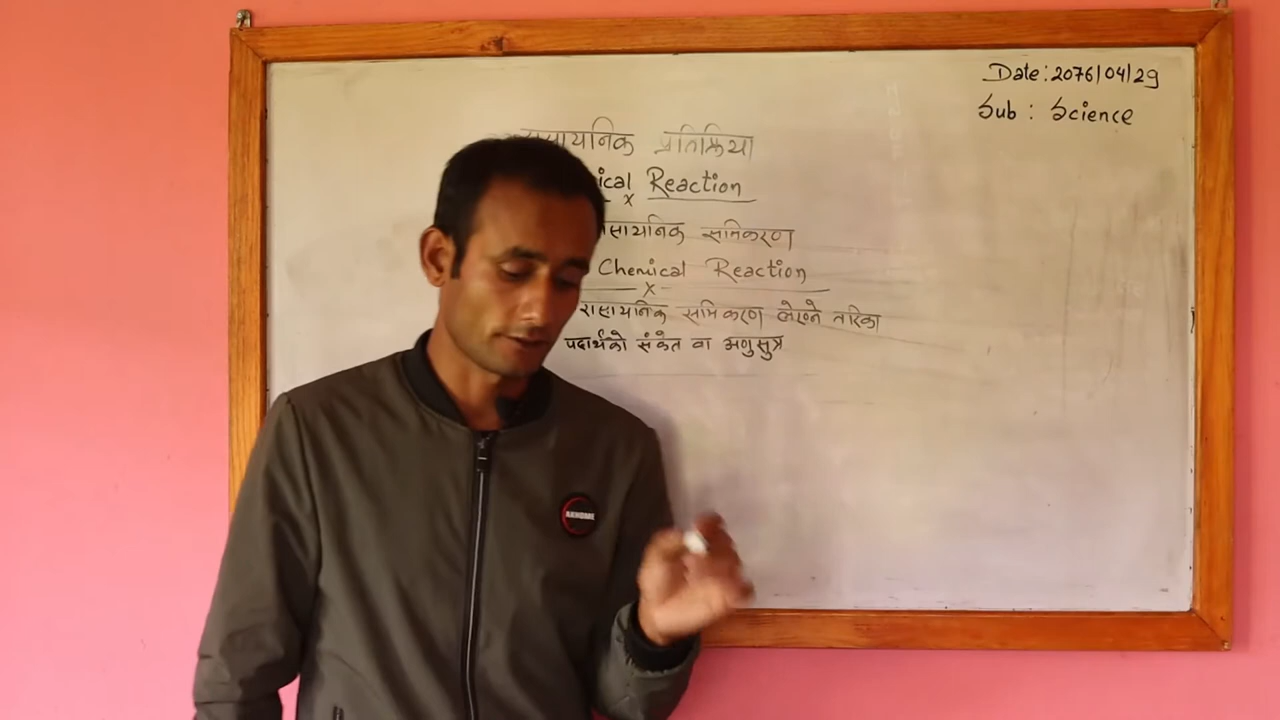 Date: 2076/04/29
Sub : Science
प्रतिक्रिया
Reaction
समिकरण
Chemical Reaction
रासायनिक समिकरण लेख्ने तरिका
पदार्थको संकेत वा अणुसुत्र